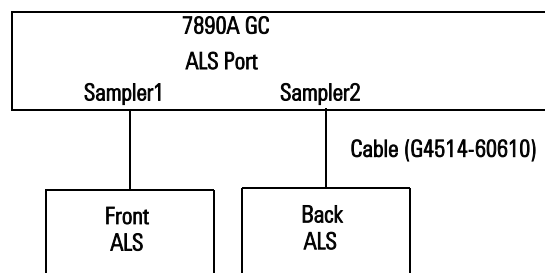 7890A GC
ALS Port
Sampler1 Sampler2
Cable (G4514-60610)
Front
ALS
Back
ALS